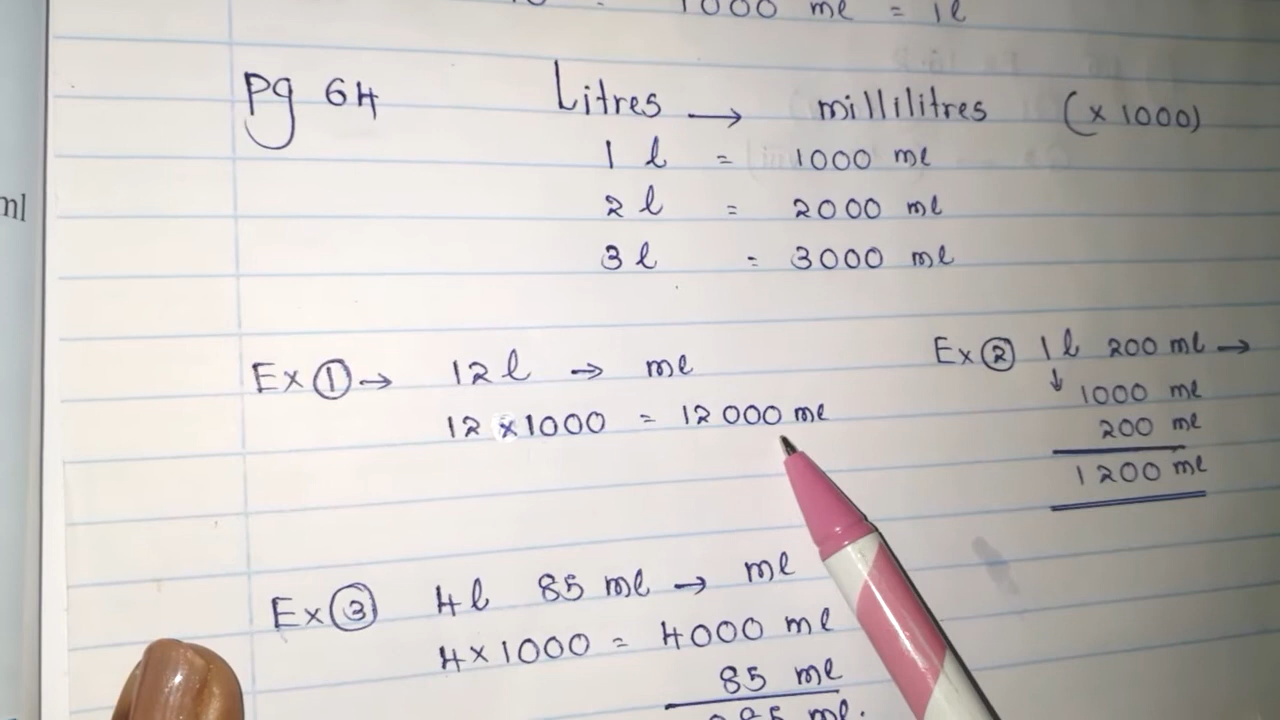 1000 ml = 1l
pg 64
Litres → millilitres (x 1000)
1 l = 1000 ml
2 l = 2000 ml
3 l = 3000 ml
ml
Ex ① → 12 l → ml
12 x 1000 = 12 000 ml
Ex ② 1 l 200 ml →
↓ 1000 ml
200 ml
1200 ml
Ex ③ 4 l 85 ml → ml
4 x 1000 = 4000 ml
85 ml
ml.